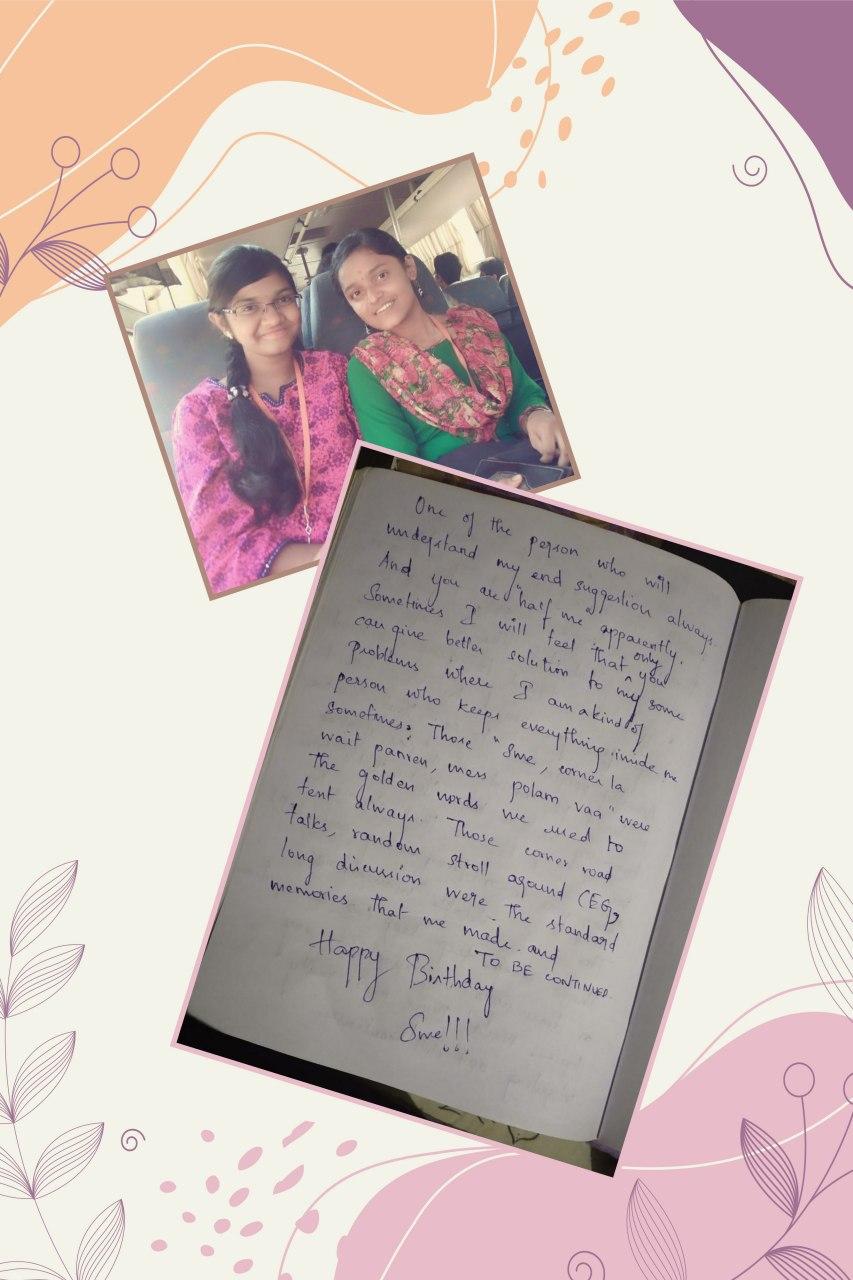 One of the person who will
understand my end suggestion always.
And you are "half me apparently.
Sometimes I will feel that only you
can give better solution to my some
problems where I am a kind of
person who keeps everything inside me
sometimes. Those "Swe, corner la
wait panren, mess polam vaa" were
the golden words we used to
text always. Those corner road
talks, random stroll around CEG,
long discussion were the standard
memories that we made and
TO BE CONTINUED.
Happy Birthday
Swe!!!